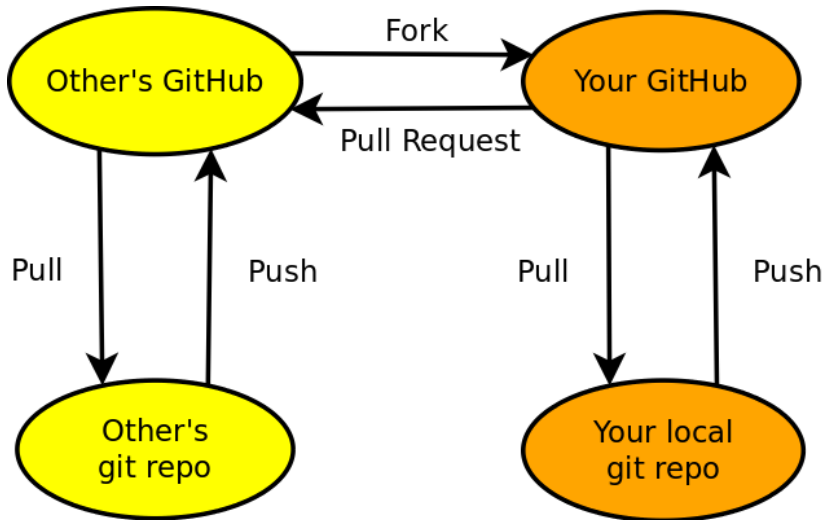 Fork
Other's GitHub
Your GitHub
Pull Request
Pull
Push
Pull
Push
Other's
git repo
Your local
git repo